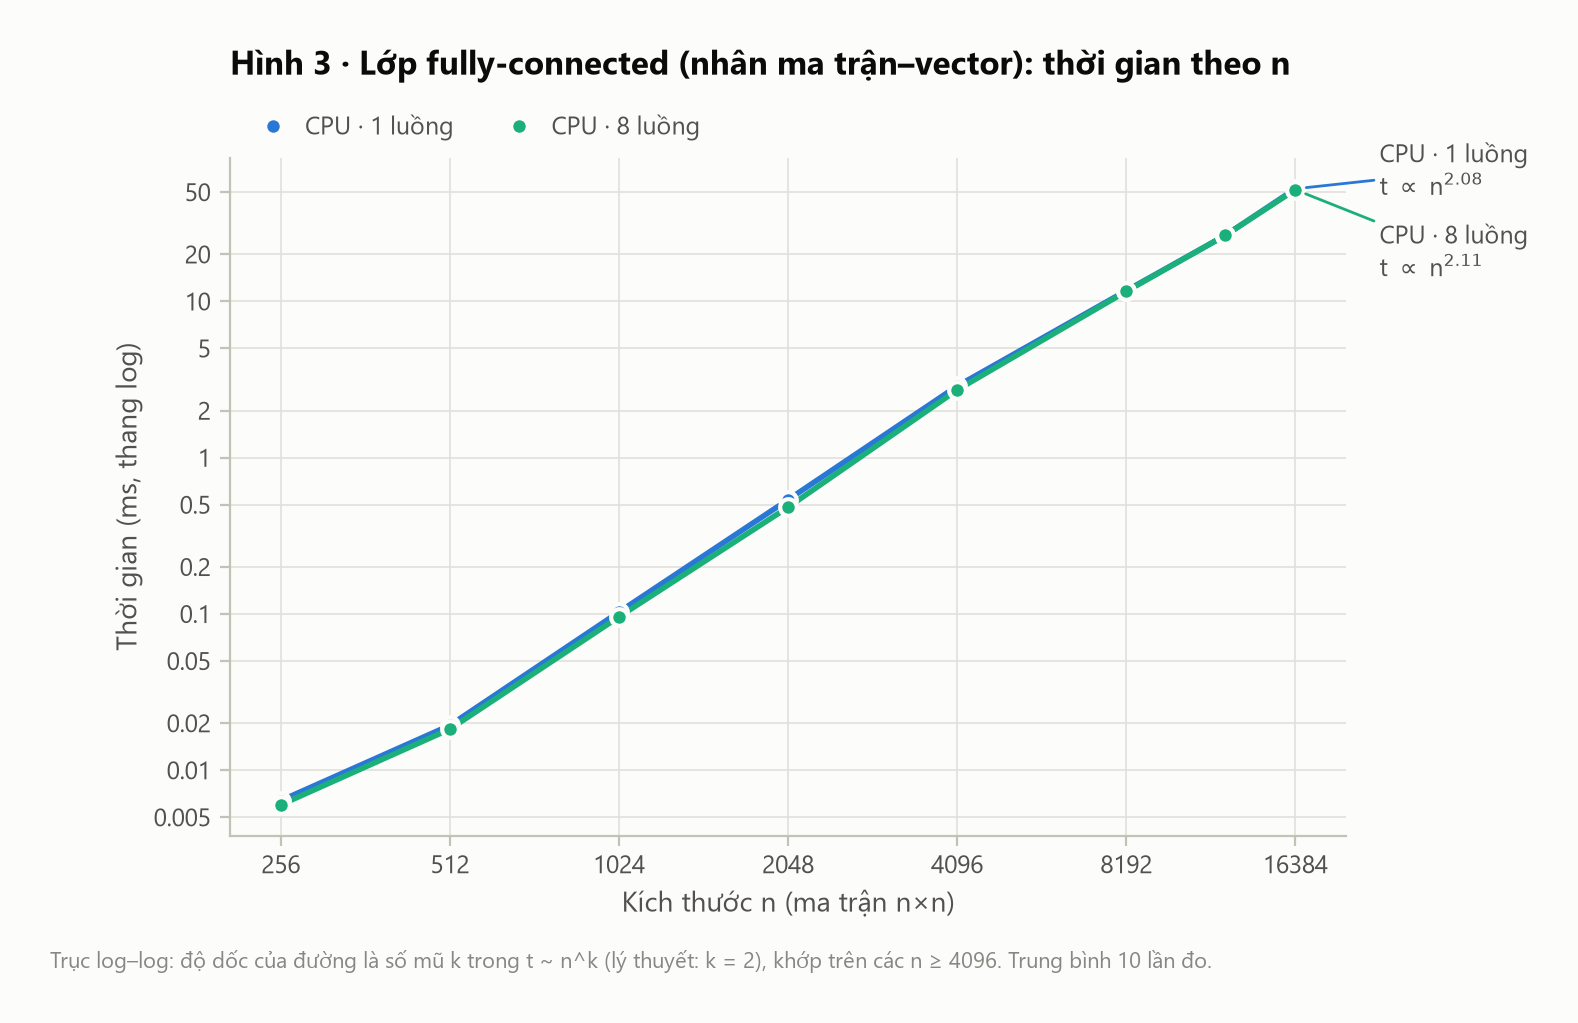 Hình 3 · Lớp fully-connected (nhân ma trận–vector): thời gian theo n
CPU · 1 luồng
CPU · 8 luồng
CPU · 1 luồng
t ∝ n^2.08
CPU · 8 luồng
t ∝ n^2.11
Thời gian (ms, thang log)
50
20
10
5
2
1
0.5
0.2
0.1
0.05
0.02
0.01
0.005
256 512 1024 2048 4096 8192 16384
Kích thước n (ma trận n×n)
Trục log–log: độ dốc của đường là số mũ k trong t ~ n^k (lý thuyết: k = 2), khớp trên các n ≥ 4096. Trung bình 10 lần đo.